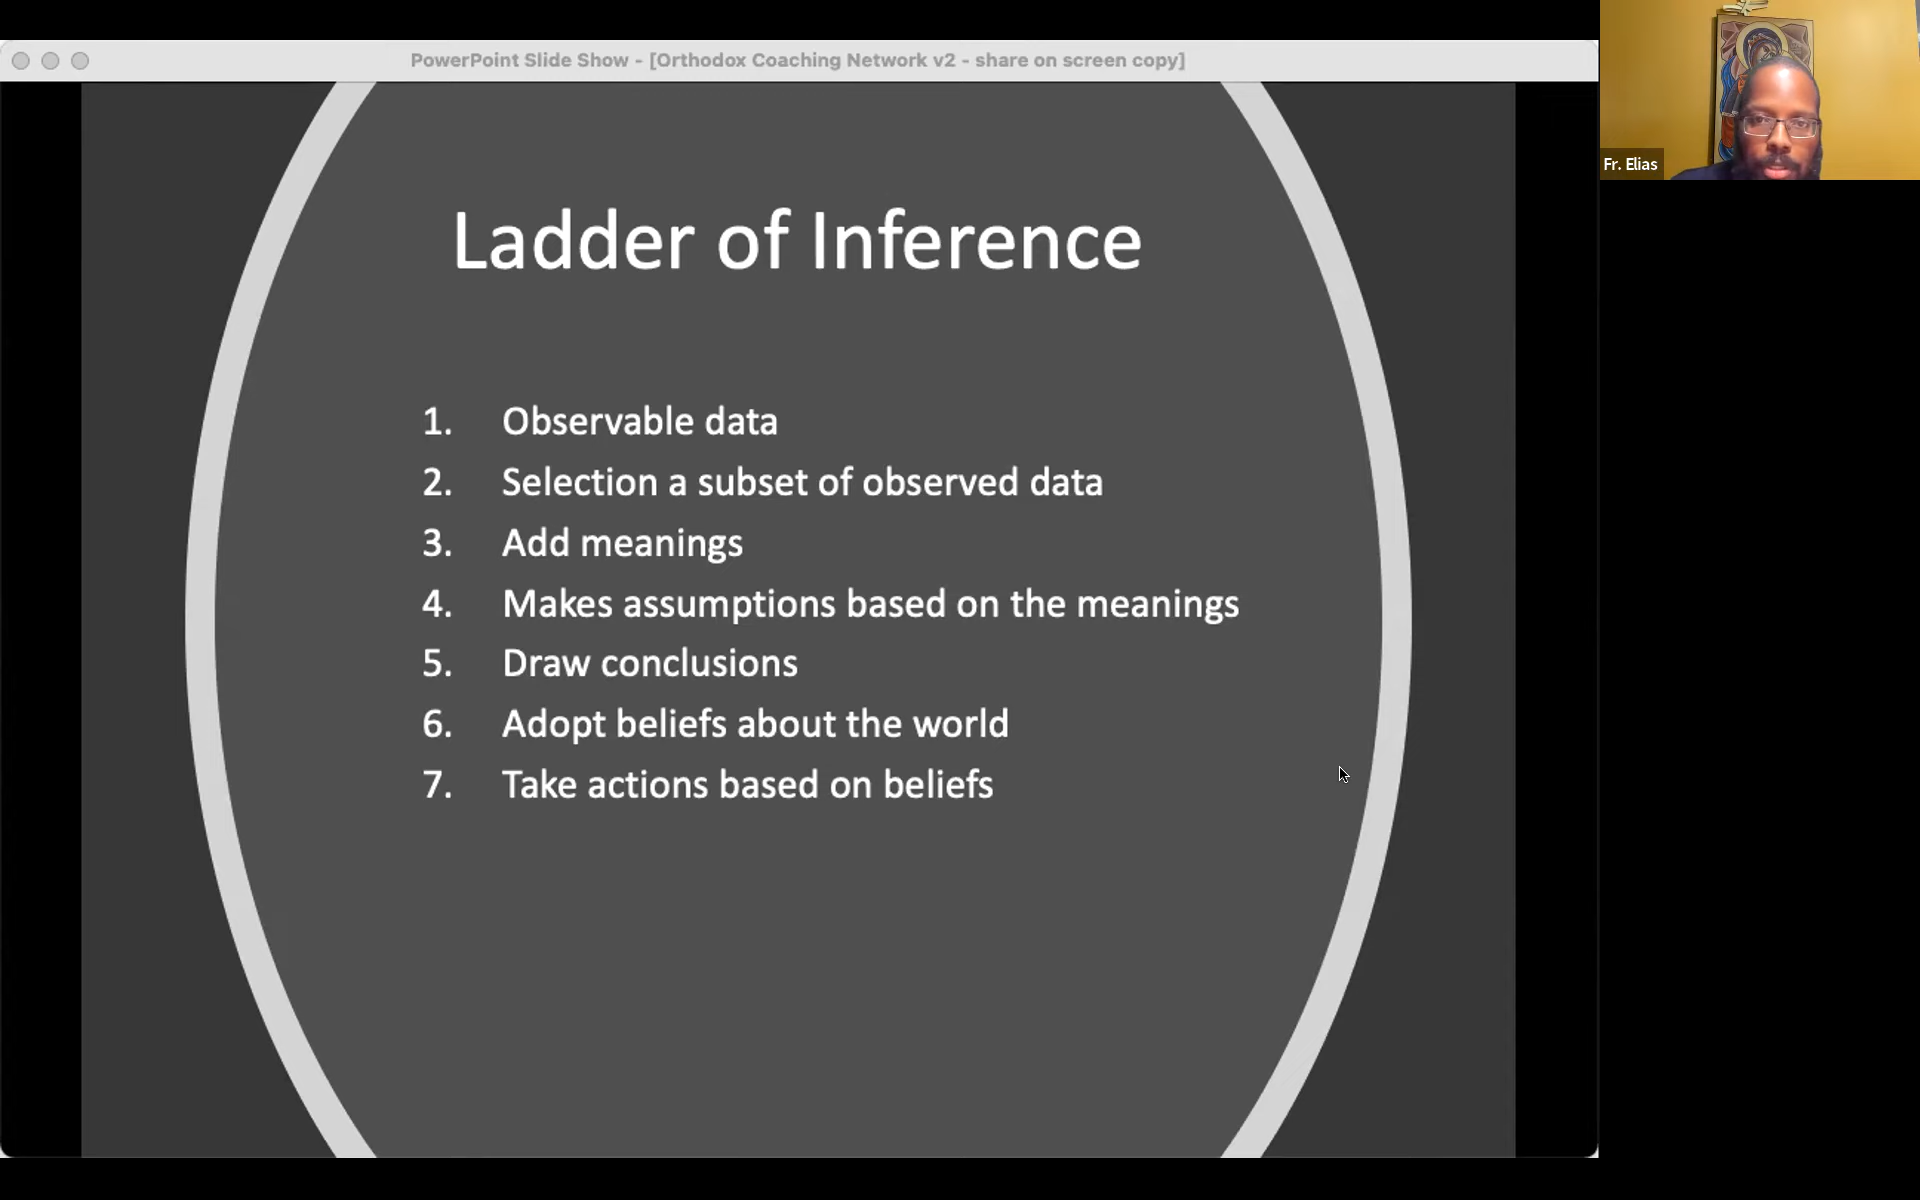 PowerPoint Slide Show - [Orthodox Coaching Network v2 - share on screen copy]
Fr. Elias
Ladder of Inference
1. Observable data
2. Selection a subset of observed data
3. Add meanings
4. Makes assumptions based on the meanings
5. Draw conclusions
6. Adopt beliefs about the world
7. Take actions based on beliefs